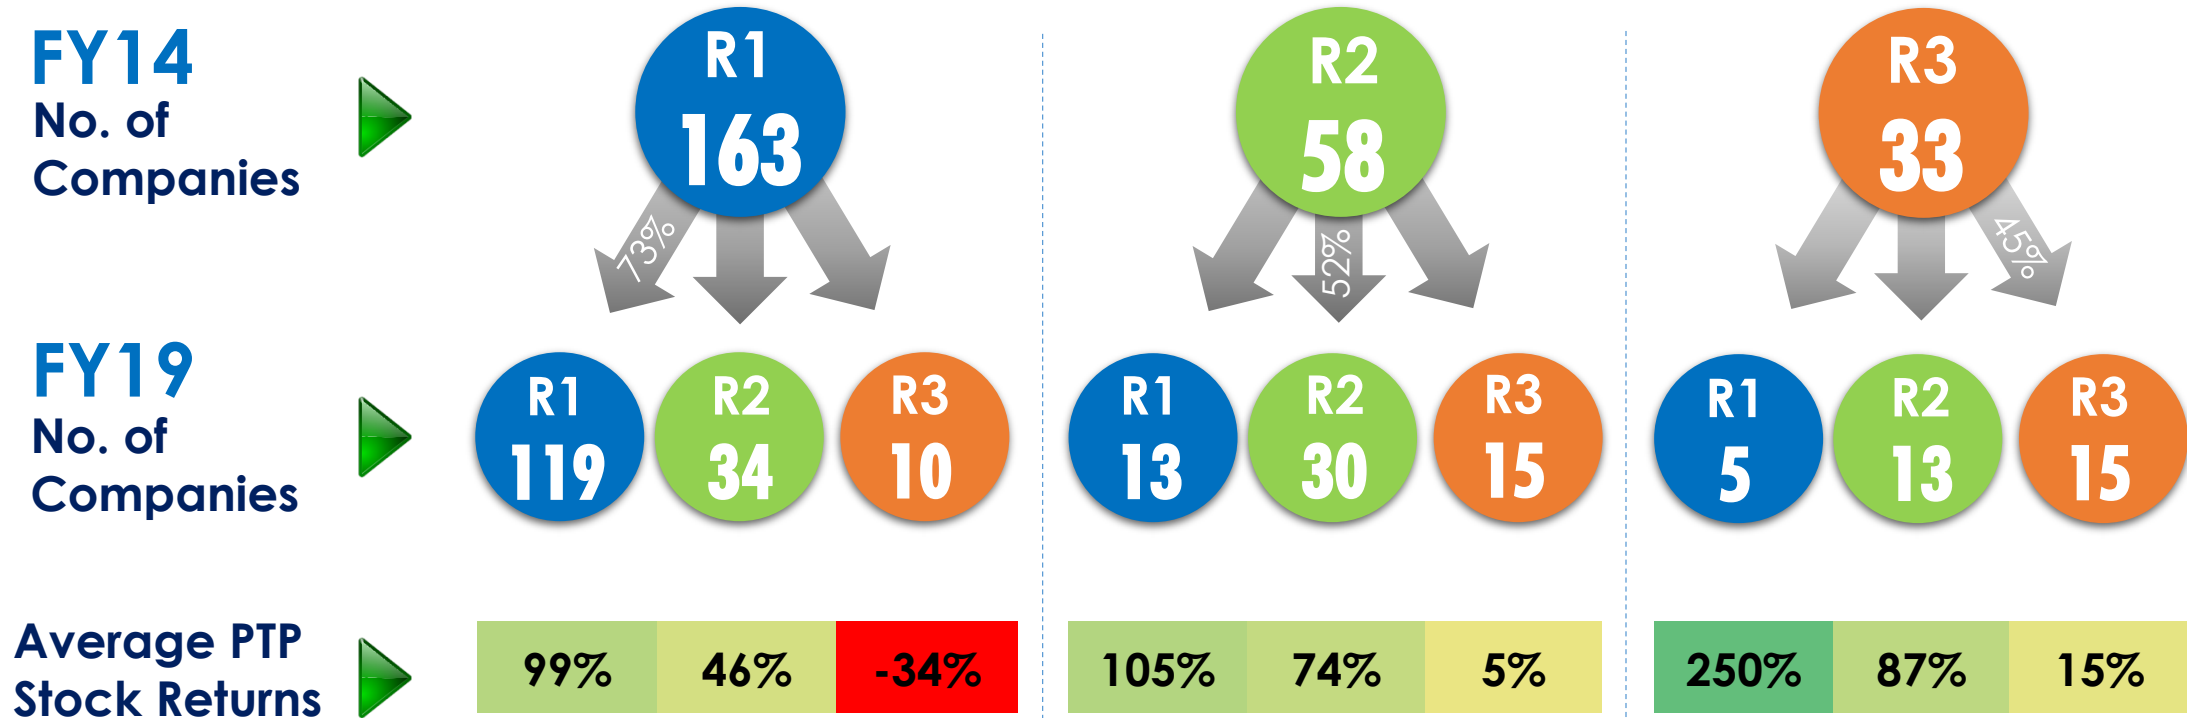 FY14
No. of
Companies
R1
163
R2
58
R3
33
73%
52%
45%
FY19
No. of
Companies
R1
119
R2
34
R3
10
R1
13
R2
30
R3
15
R1
5
R2
13
R3
15
Average PTP
Stock Returns
99% 46% -34% 105% 74% 5% 250% 87% 15%